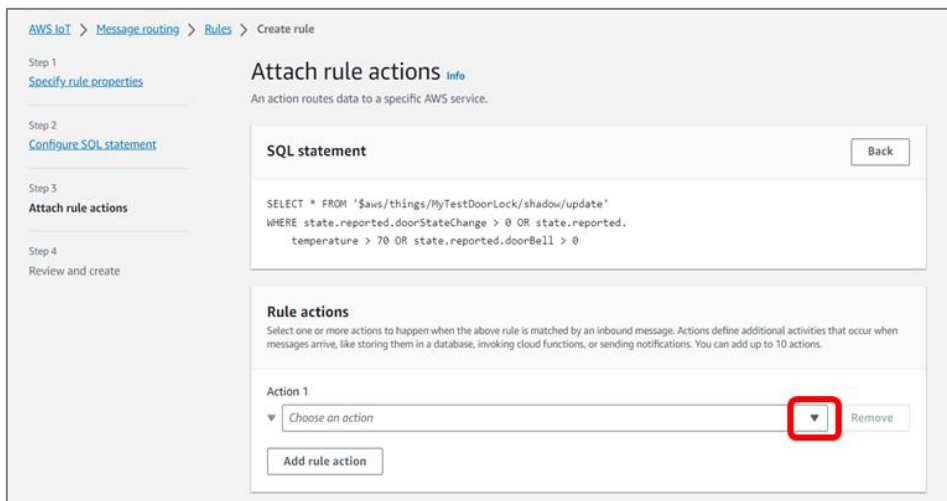 AWS IoT > Message routing > Rules > Create rule
Step 1
Specify rule properties
Step 2
Configure SQL statement
Step 3
Attach rule actions
Step 4
Review and create
Attach rule actions Info
An action routes data to a specific AWS service.
SQL statement
Back
SELECT * FROM '$aws/things/MyTestDoorLock/shadow/update'
WHERE state.reported.doorStateChange > 0 OR state.reported.
temperature > 70 OR state.reported.doorBell > 0
Rule actions
Select one or more actions to happen when the above rule is matched by an inbound message. Actions define additional activities that occur when
messages arrive, like storing them in a database, invoking cloud functions, or sending notifications. You can add up to 10 actions.
Action 1
Choose an action
Remove
Add rule action